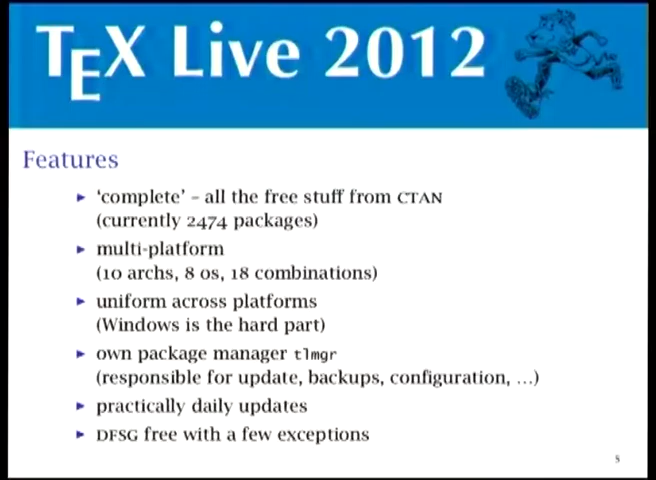 TEX Live 2012
Features
► 'complete' – all the free stuff from CTAN
(currently 2474 packages)
► multi-platform
(10 archs, 8 os, 18 combinations)
► uniform across platforms
(Windows is the hard part)
► own package manager tlmgr
(responsible for update, backups, configuration, ...)
► practically daily updates
► DFSG free with a few exceptions